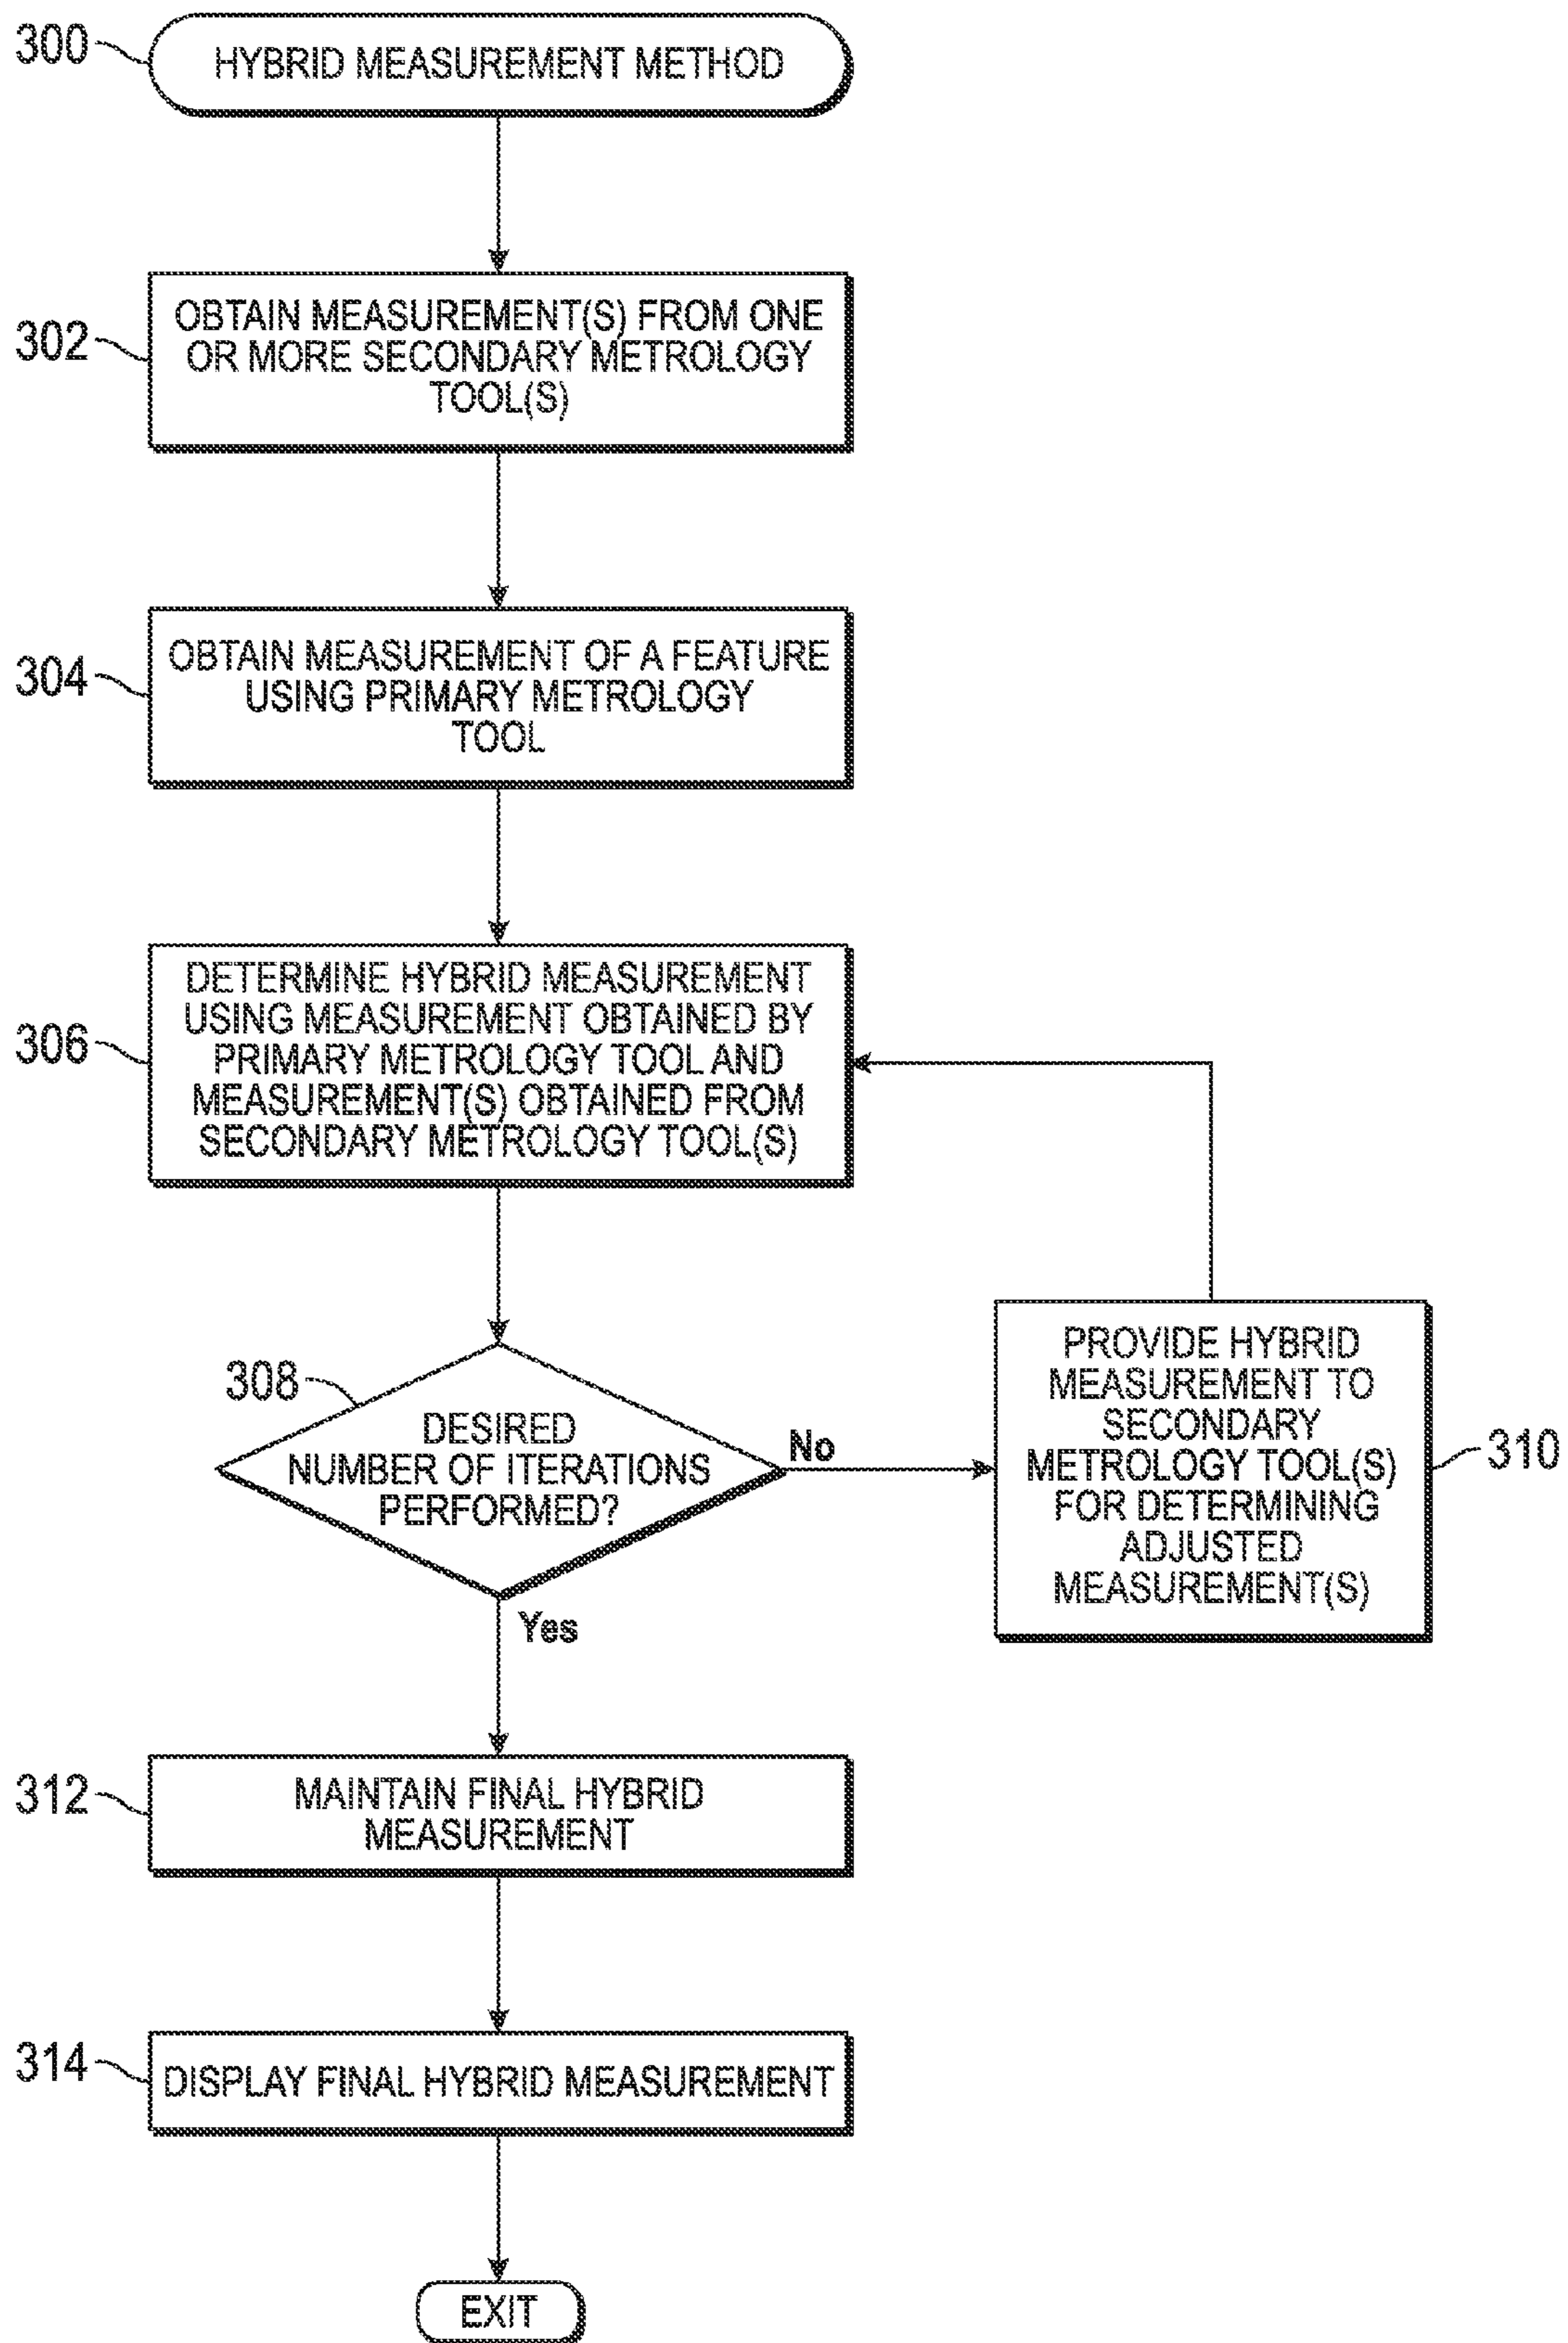 300
HYBRID MEASUREMENT METHOD
302
OBTAIN MEASUREMENT(S) FROM ONE
OR MORE SECONDARY METROLOGY
TOOL(S)
304
OBTAIN MEASUREMENT OF A FEATURE
USING PRIMARY METROLOGY
TOOL
306
DETERMINE HYBRID MEASUREMENT
USING MEASUREMENT OBTAINED BY
PRIMARY METROLOGY TOOL AND
MEASUREMENT(S) OBTAINED FROM
SECONDARY METROLOGY TOOL(S)
308
DESIRED
NUMBER OF ITERATIONS
PERFORMED?
No
Yes
310
PROVIDE HYBRID
MEASUREMENT TO
SECONDARY
METROLOGY TOOL(S)
FOR DETERMINING
ADJUSTED
MEASUREMENT(S)
312
MAINTAIN FINAL HYBRID
MEASUREMENT
314
DISPLAY FINAL HYBRID MEASUREMENT
EXIT